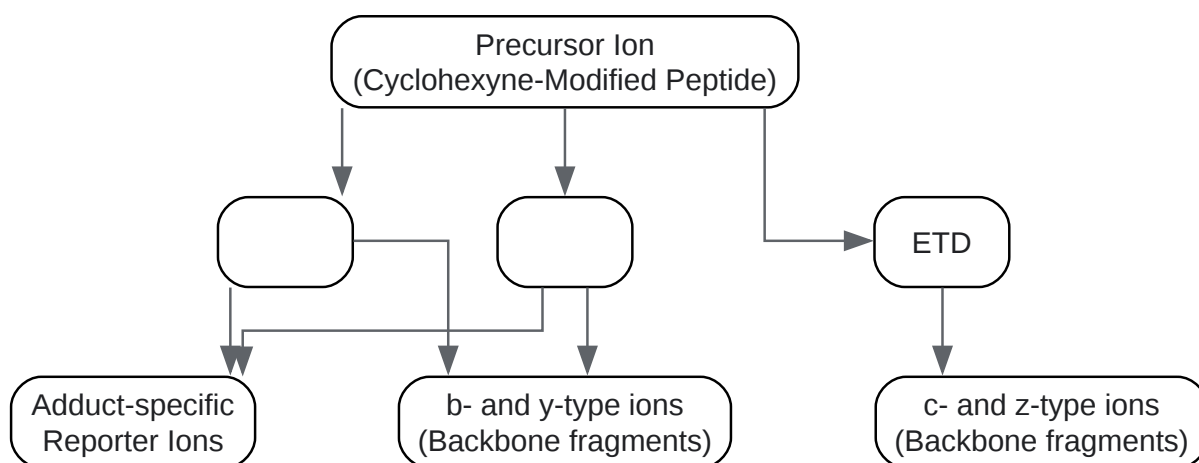 Precursor Ion
(Cyclohexyne-Modified Peptide)
ETD
Adduct-specific
Reporter Ions
b- and y-type ions
(Backbone fragments)
c- and z-type ions
(Backbone fragments)